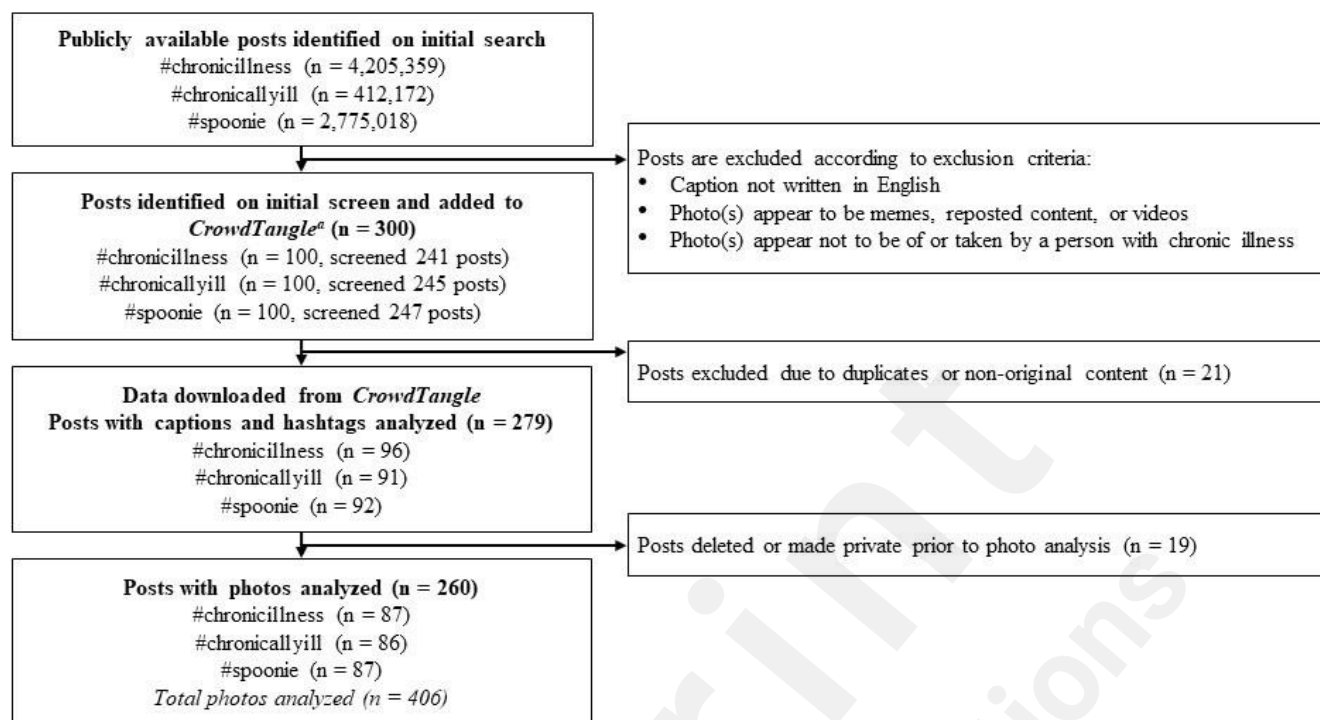 Publicly available posts identified on initial search
#chronicillness (n = 4,205,359)
#chronicallyill (n = 412,172)
#spoonie (n = 2,775,018)
Posts are excluded according to exclusion criteria:
• Caption not written in English
• Photo(s) appear to be memes, reposted content, or videos
• Photo(s) appear not to be of or taken by a person with chronic illness
Posts identified on initial screen and added to
CrowdTangleᵃ (n = 300)
#chronicillness (n = 100, screened 241 posts)
#chronicallyill (n = 100, screened 245 posts)
#spoonie (n = 100, screened 247 posts)
Posts excluded due to duplicates or non-original content (n = 21)
Data downloaded from CrowdTangle
Posts with captions and hashtags analyzed (n = 279)
#chronicillness (n = 96)
#chronicallyill (n = 91)
#spoonie (n = 92)
Posts deleted or made private prior to photo analysis (n = 19)
Posts with photos analyzed (n = 260)
#chronicillness (n = 87)
#chronicallyill (n = 86)
#spoonie (n = 87)
Total photos analyzed (n = 406)
rint
ions